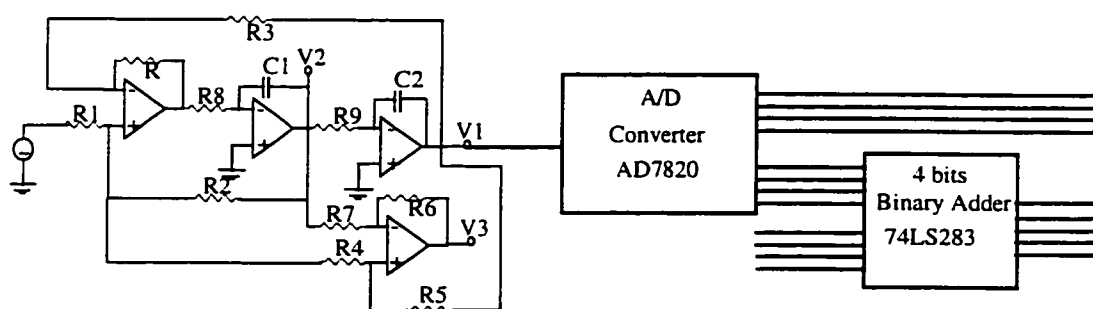 R3
V2
R
C1
R8
C2
R1
R9
V1
R2
R7
R6
V3
R4
R5
A/D
Converter
AD7820
4 bits
Binary Adder
74LS283